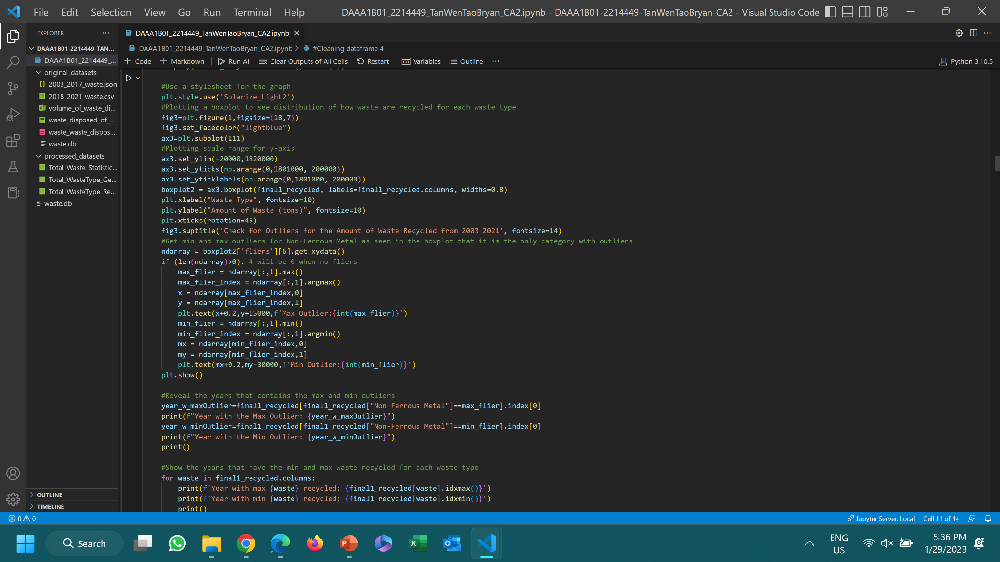 File Edit Selection View Go Run Terminal Help
DAAA1B01_2214449_TanWenTaoBryan_CA2.ipynb - DAAA1B01-2214449-TanWenTaoBryan-CA2 - Visual Studio Code
EXPLORER
DAAA1B01_2214449_TanWenTaoBryan_CA2.ipynb
DAAA1B01-2214449-TAN...
DAAA1B01_2214449_TanWenTaoBryan_CA2.ipynb > #Cleaning dataframe 4
DAAA1B01_2214449_...
+ Code + Markdown Run All Clear Outputs of All Cells Restart Variables Outline ... Python 3.10.5
original_datasets
2003_2017_waste.json
2018_2021_waste.csv
volume_of_waste_di...
waste_disposed_of_...
waste_waste_dispos...
waste.db
processed_datasets
Total_Waste_Statistic...
Total_WasteType_Ge...
Total_WasteType_Re...
waste.db
OUTLINE
TIMELINE
#Use a stylesheet for the graph
plt.style.use('Solarize_Light2')
#Plotting a boxplot to see distribution of how waste are recycled for each waste type
fig3=plt.figure(1,figsize=(18,7))
fig3.set_facecolor("lightblue")
ax3=plt.subplot(111)
#Plotting scale range for y-axis
ax3.set_ylim(-20000,1820000)
ax3.set_yticks(np.arange(0,1801000, 200000))
ax3.set_yticklabels(np.arange(0,1801000, 200000))
boxplot2 = ax3.boxplot(final1_recycled, labels=final1_recycled.columns, widths=0.8)
plt.xlabel("Waste Type", fontsize=10)
plt.ylabel("Amount of Waste (tons)", fontsize=10)
plt.xticks(rotation=45)
fig3.suptitle('Check for Outliers for the Amount of Waste Recycled from 2003-2021', fontsize=14)
#Get min and max outliers for Non-Ferrous Metal as seen in the boxplot that it is the only category with outliers
ndarray = boxplot2['fliers'][6].get_xydata()
if (len(ndarray)>0): # will be 0 when no fliers
    max_flier = ndarray[:,1].max()
    max_flier_index = ndarray[:,1].argmax()
    x = ndarray[max_flier_index,0]
    y = ndarray[max_flier_index,1]
    plt.text(x+0.2,y+15000,f'Max Outlier:{int(max_flier)}')
    min_flier = ndarray[:,1].min()
    min_flier_index = ndarray[:,1].argmin()
    mx = ndarray[min_flier_index,0]
    my = ndarray[min_flier_index,1]
    plt.text(mx+0.2,my-30000,f'Min Outlier:{int(min_flier)}')
plt.show()
#Reveal the years that contains the max and min outliers
year_w_maxOutlier=final1_recycled[final1_recycled["Non-Ferrous Metal"]==max_flier].index[0]
print(f"Year with the Max Outlier: {year_w_maxOutlier}")
year_w_minOutlier=final1_recycled[final1_recycled["Non-Ferrous Metal"]==min_flier].index[0]
print(f"Year with the Min Outlier: {year_w_minOutlier}")
print()
#Show the years that have the min and max waste recycled for each waste type
for waste in final1_recycled.columns:
    print(f'Year with max {waste} recycled: {final1_recycled[waste].idxmax()}')
    print(f'Year with min {waste} recycled: {final1_recycled[waste].idxmin()}')
    print()
0 0
Jupyter Server: Local Cell 11 of 14
Search
ENG
US
5:36 PM
1/29/2023